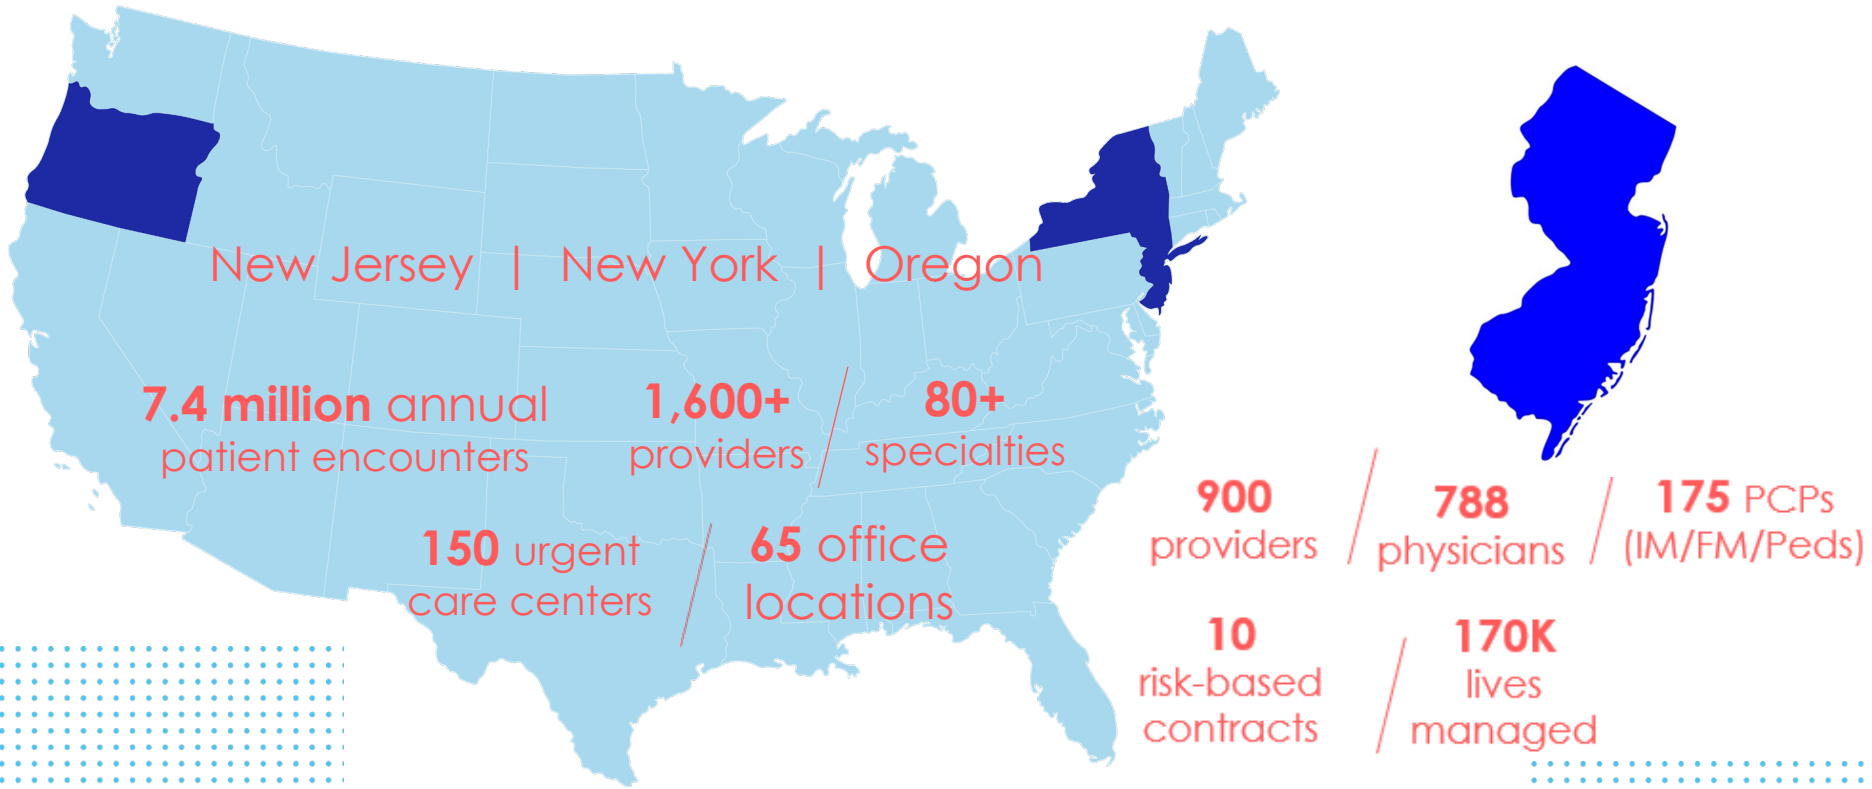 New Jersey | New York | Oregon
7.4 million annual
patient encounters
1,600+
providers
80+
specialties
150 urgent
care centers
65 office
locations
900
providers
788
physicians
175 PCPs
(IM/FM/Peds)
10
risk-based
contracts
170K
lives
managed